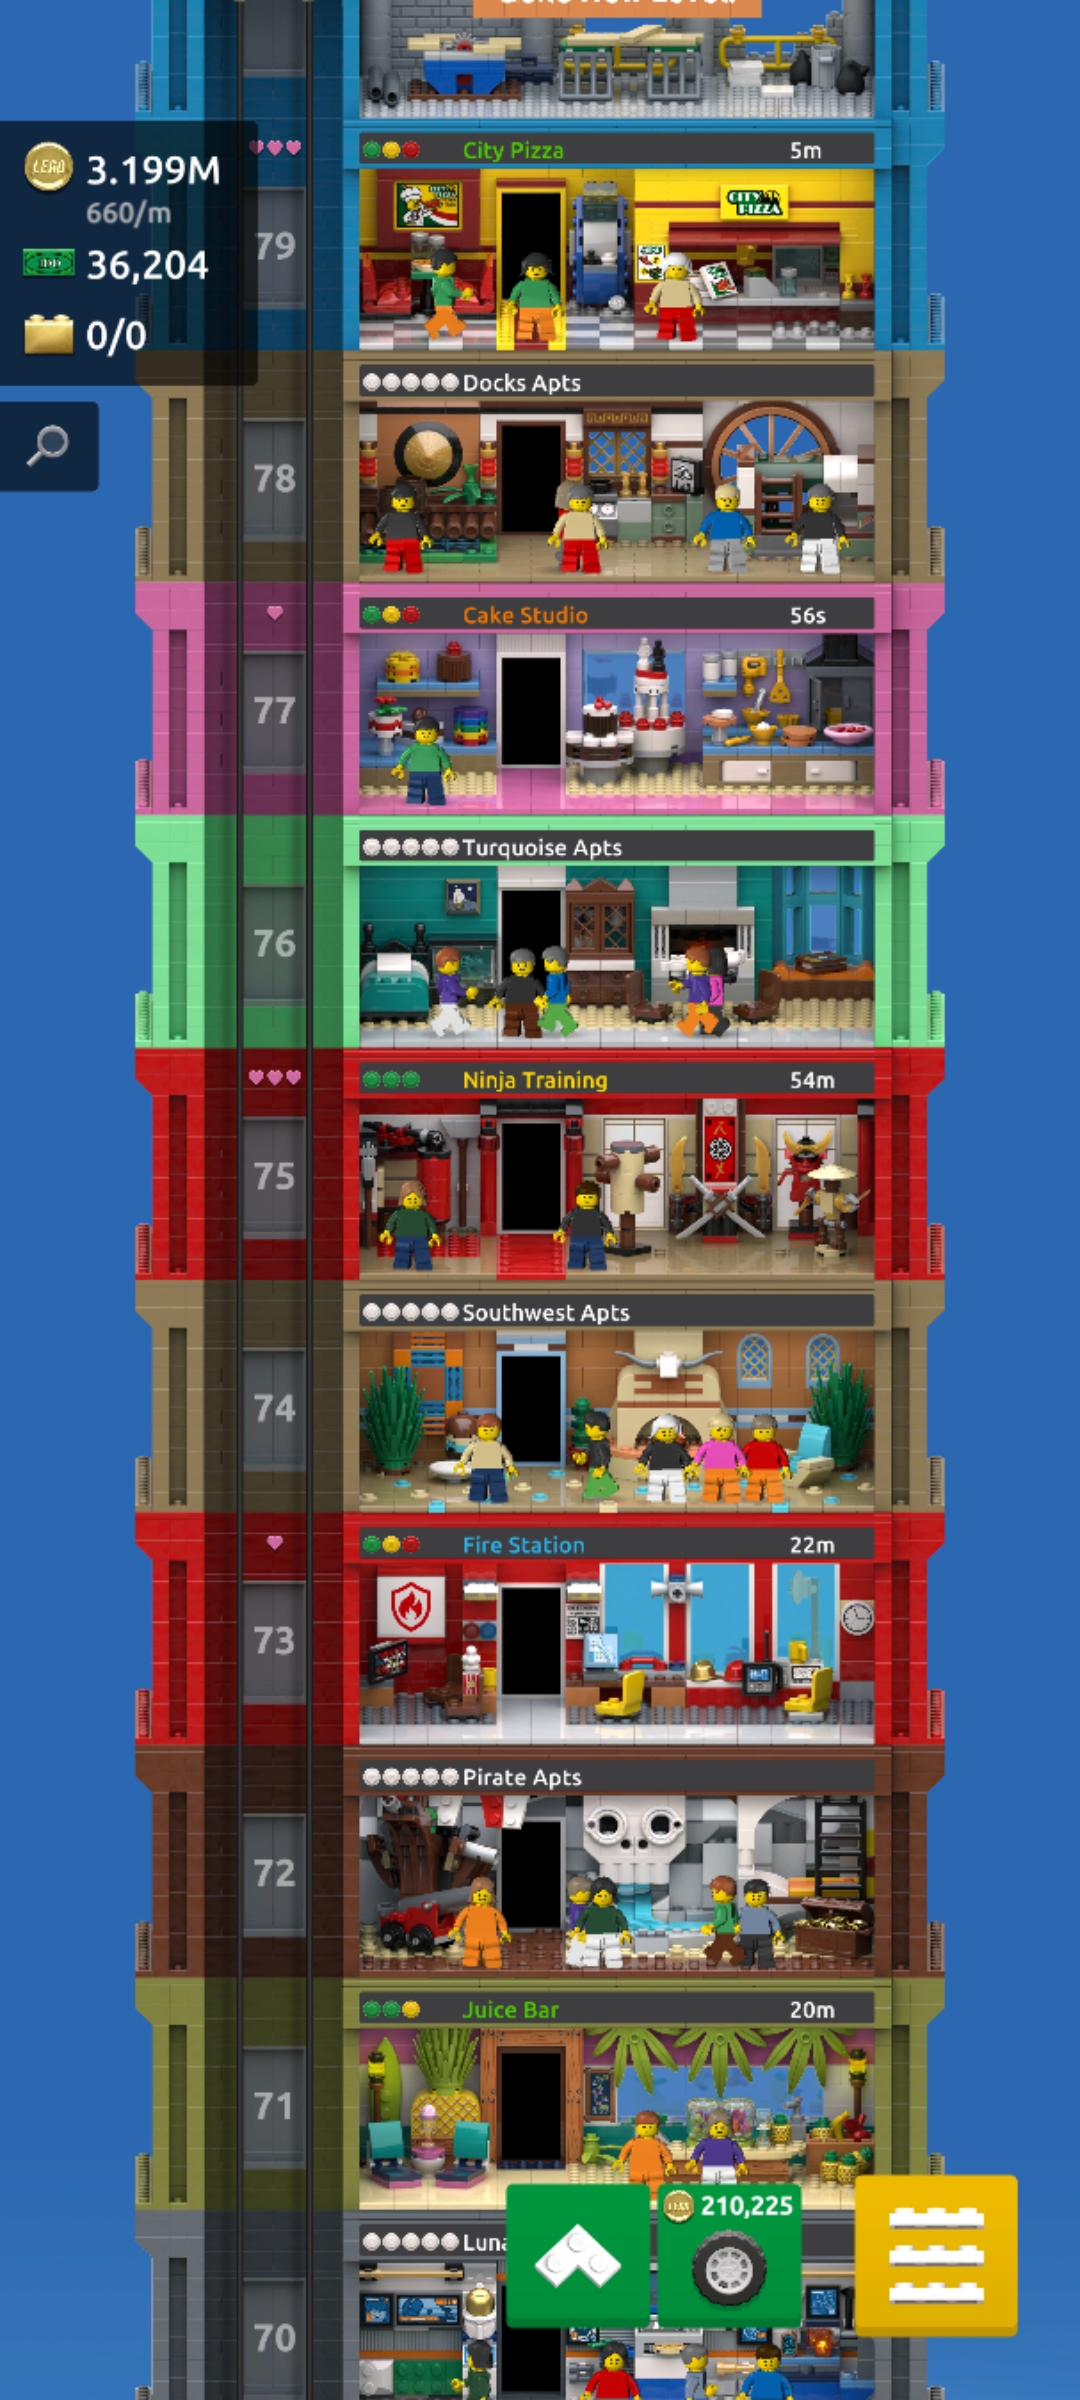 LEGO 3.199M
660/m
36,204
0/0
City Pizza 5m
79
CITY PIZZA
Docks Apts
78
Cake Studio 56s
77
Turquoise Apts
76
Ninja Training 54m
75
Southwest Apts
74
Fire Station 22m
73
Pirate Apts
72
Juice Bar 20m
71
210,225
Luna
70